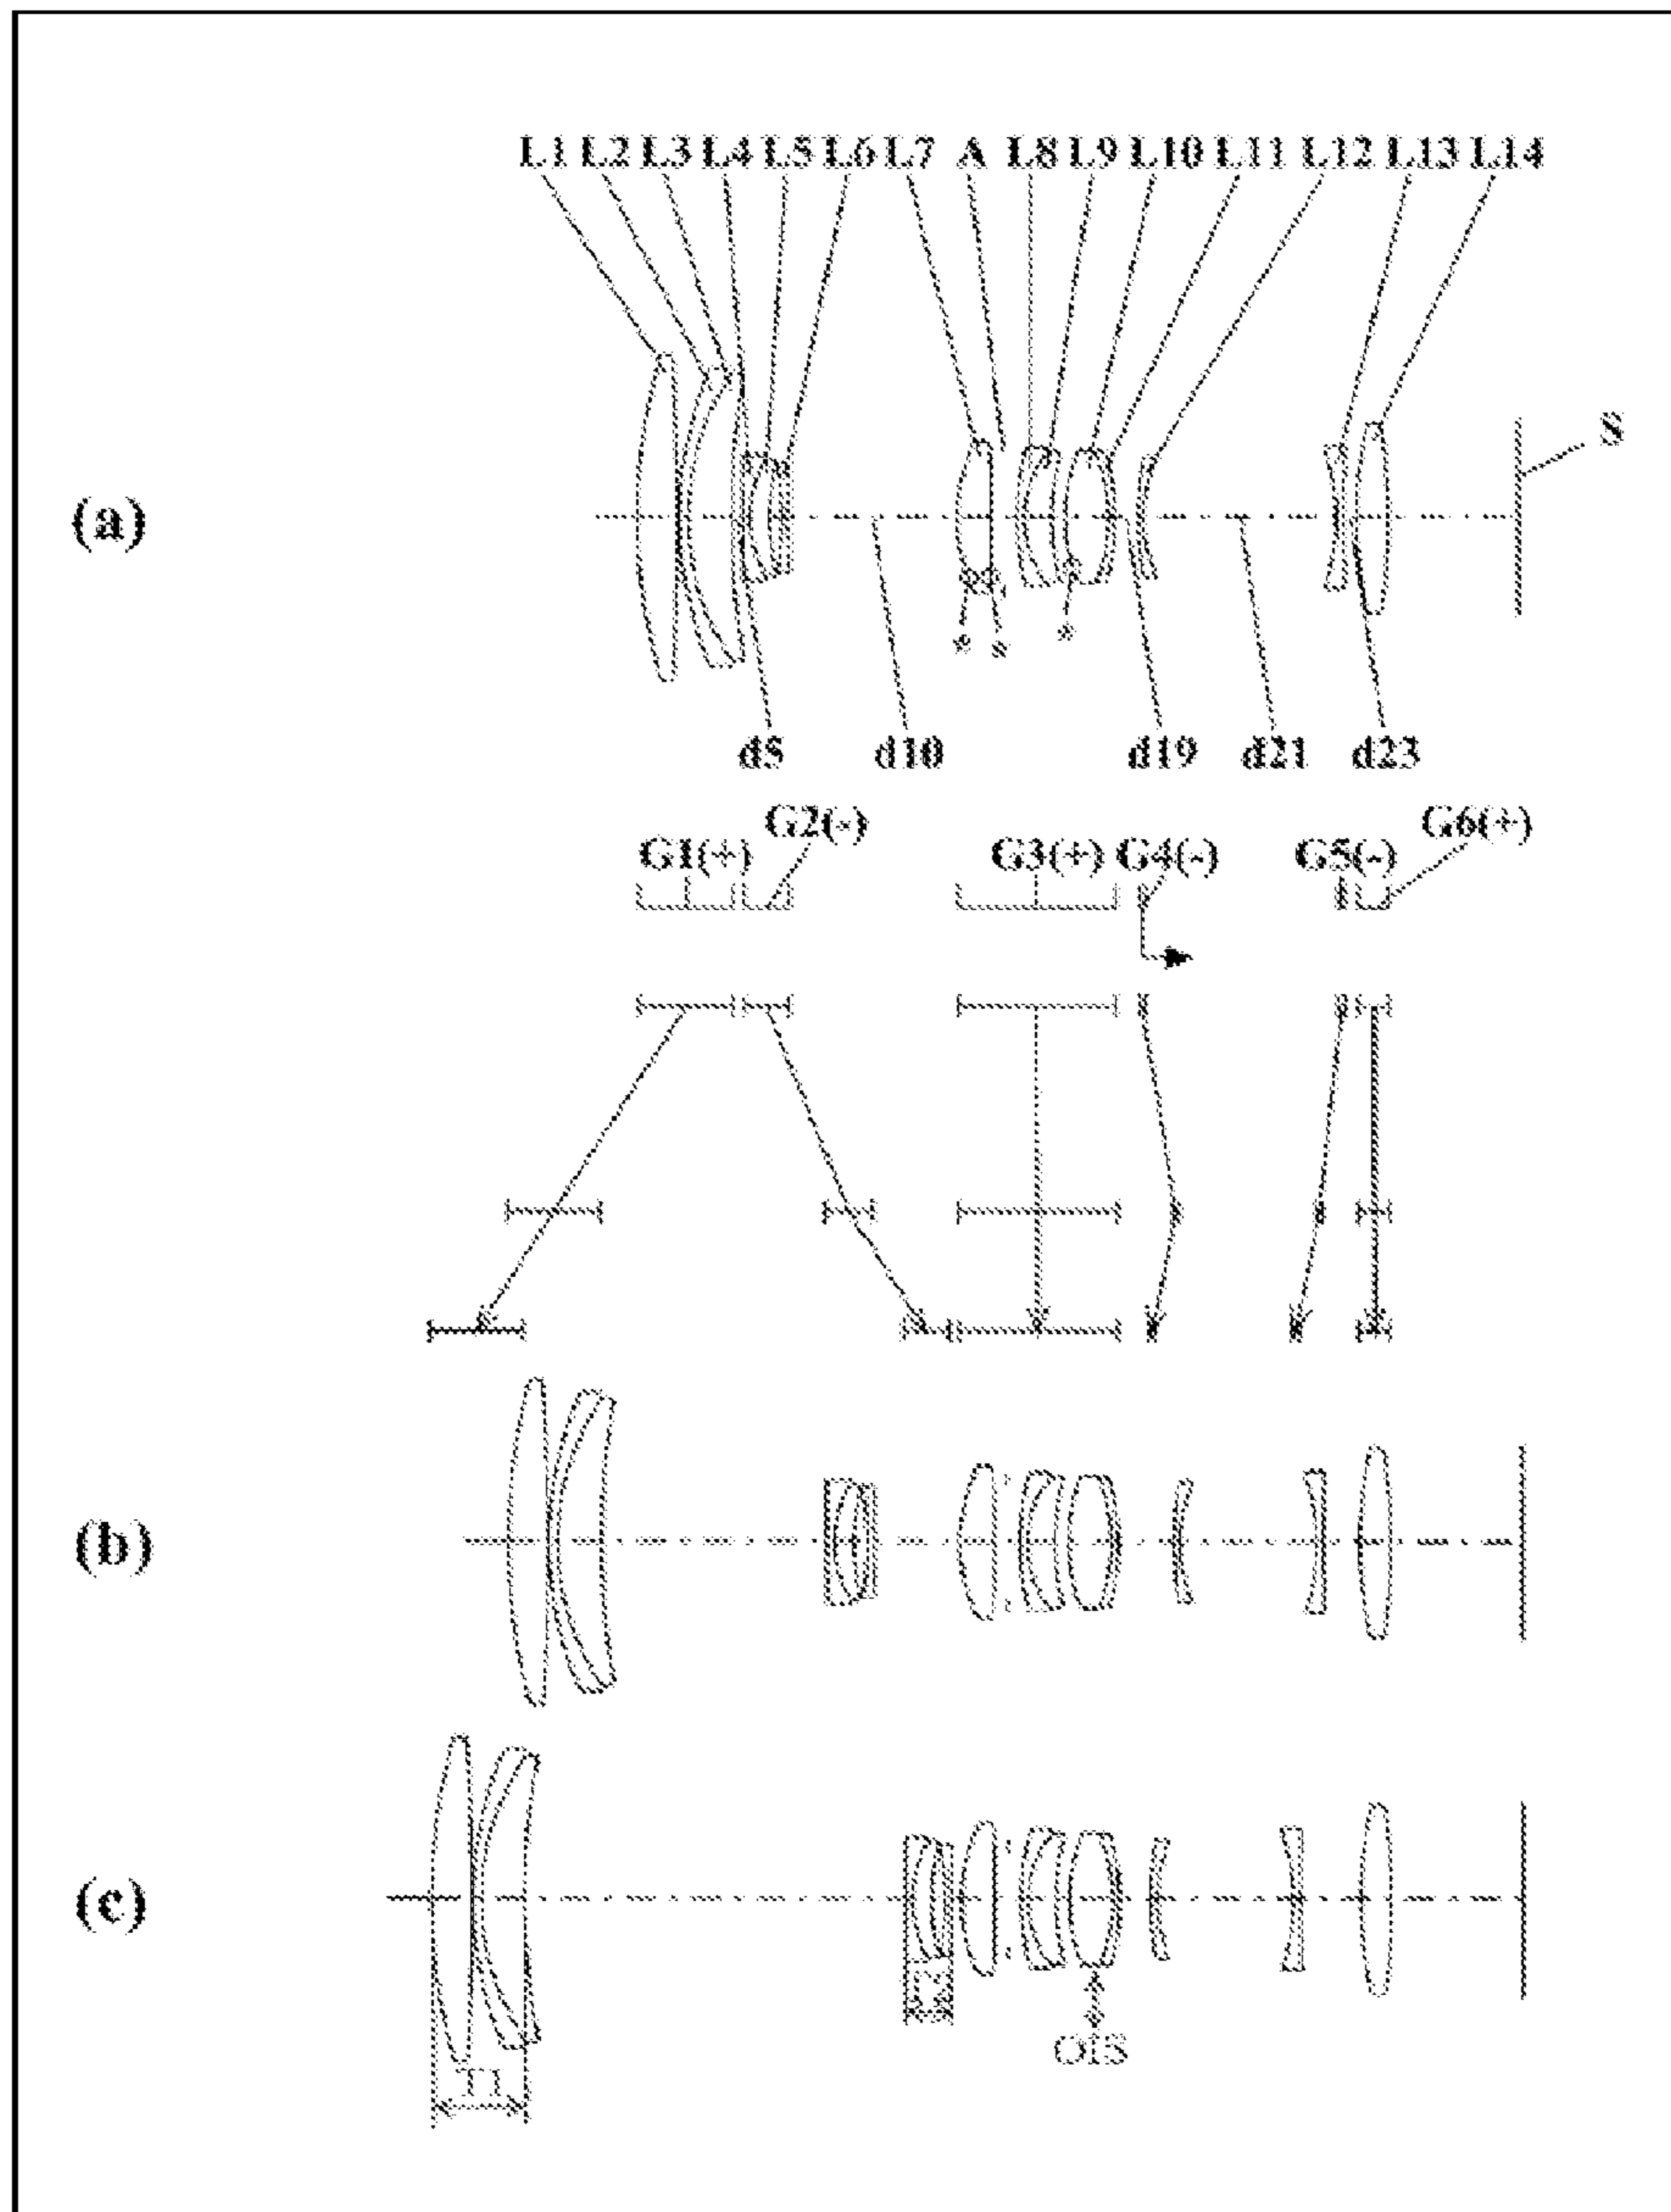 L1 L2 L3 L4 L5 L6 L7 A L8 L9 L10 L11 L12 L13 L14
S
(a)
* * *
d5 d10 d19 d21 d23
G1(+) G2(-) G3(+) G4(-) G5(-) G6(+)
(b)
(c)
OIS
T1